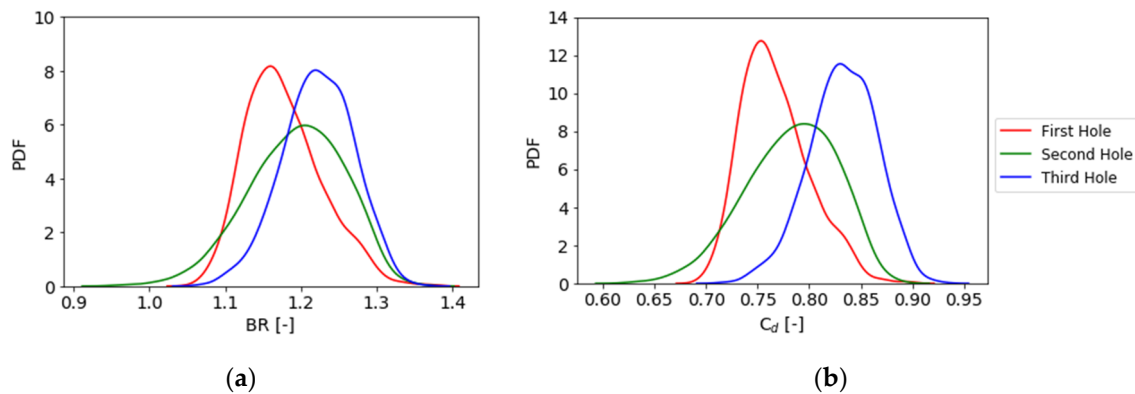 10
8
6
4
2
0
PDF
0.9 1.0 1.1 1.2 1.3 1.4
BR [-]
(a)
14
12
10
8
6
4
2
0
PDF
0.60 0.65 0.70 0.75 0.80 0.85 0.90 0.95
Cd [-]
(b)
First Hole
Second Hole
Third Hole